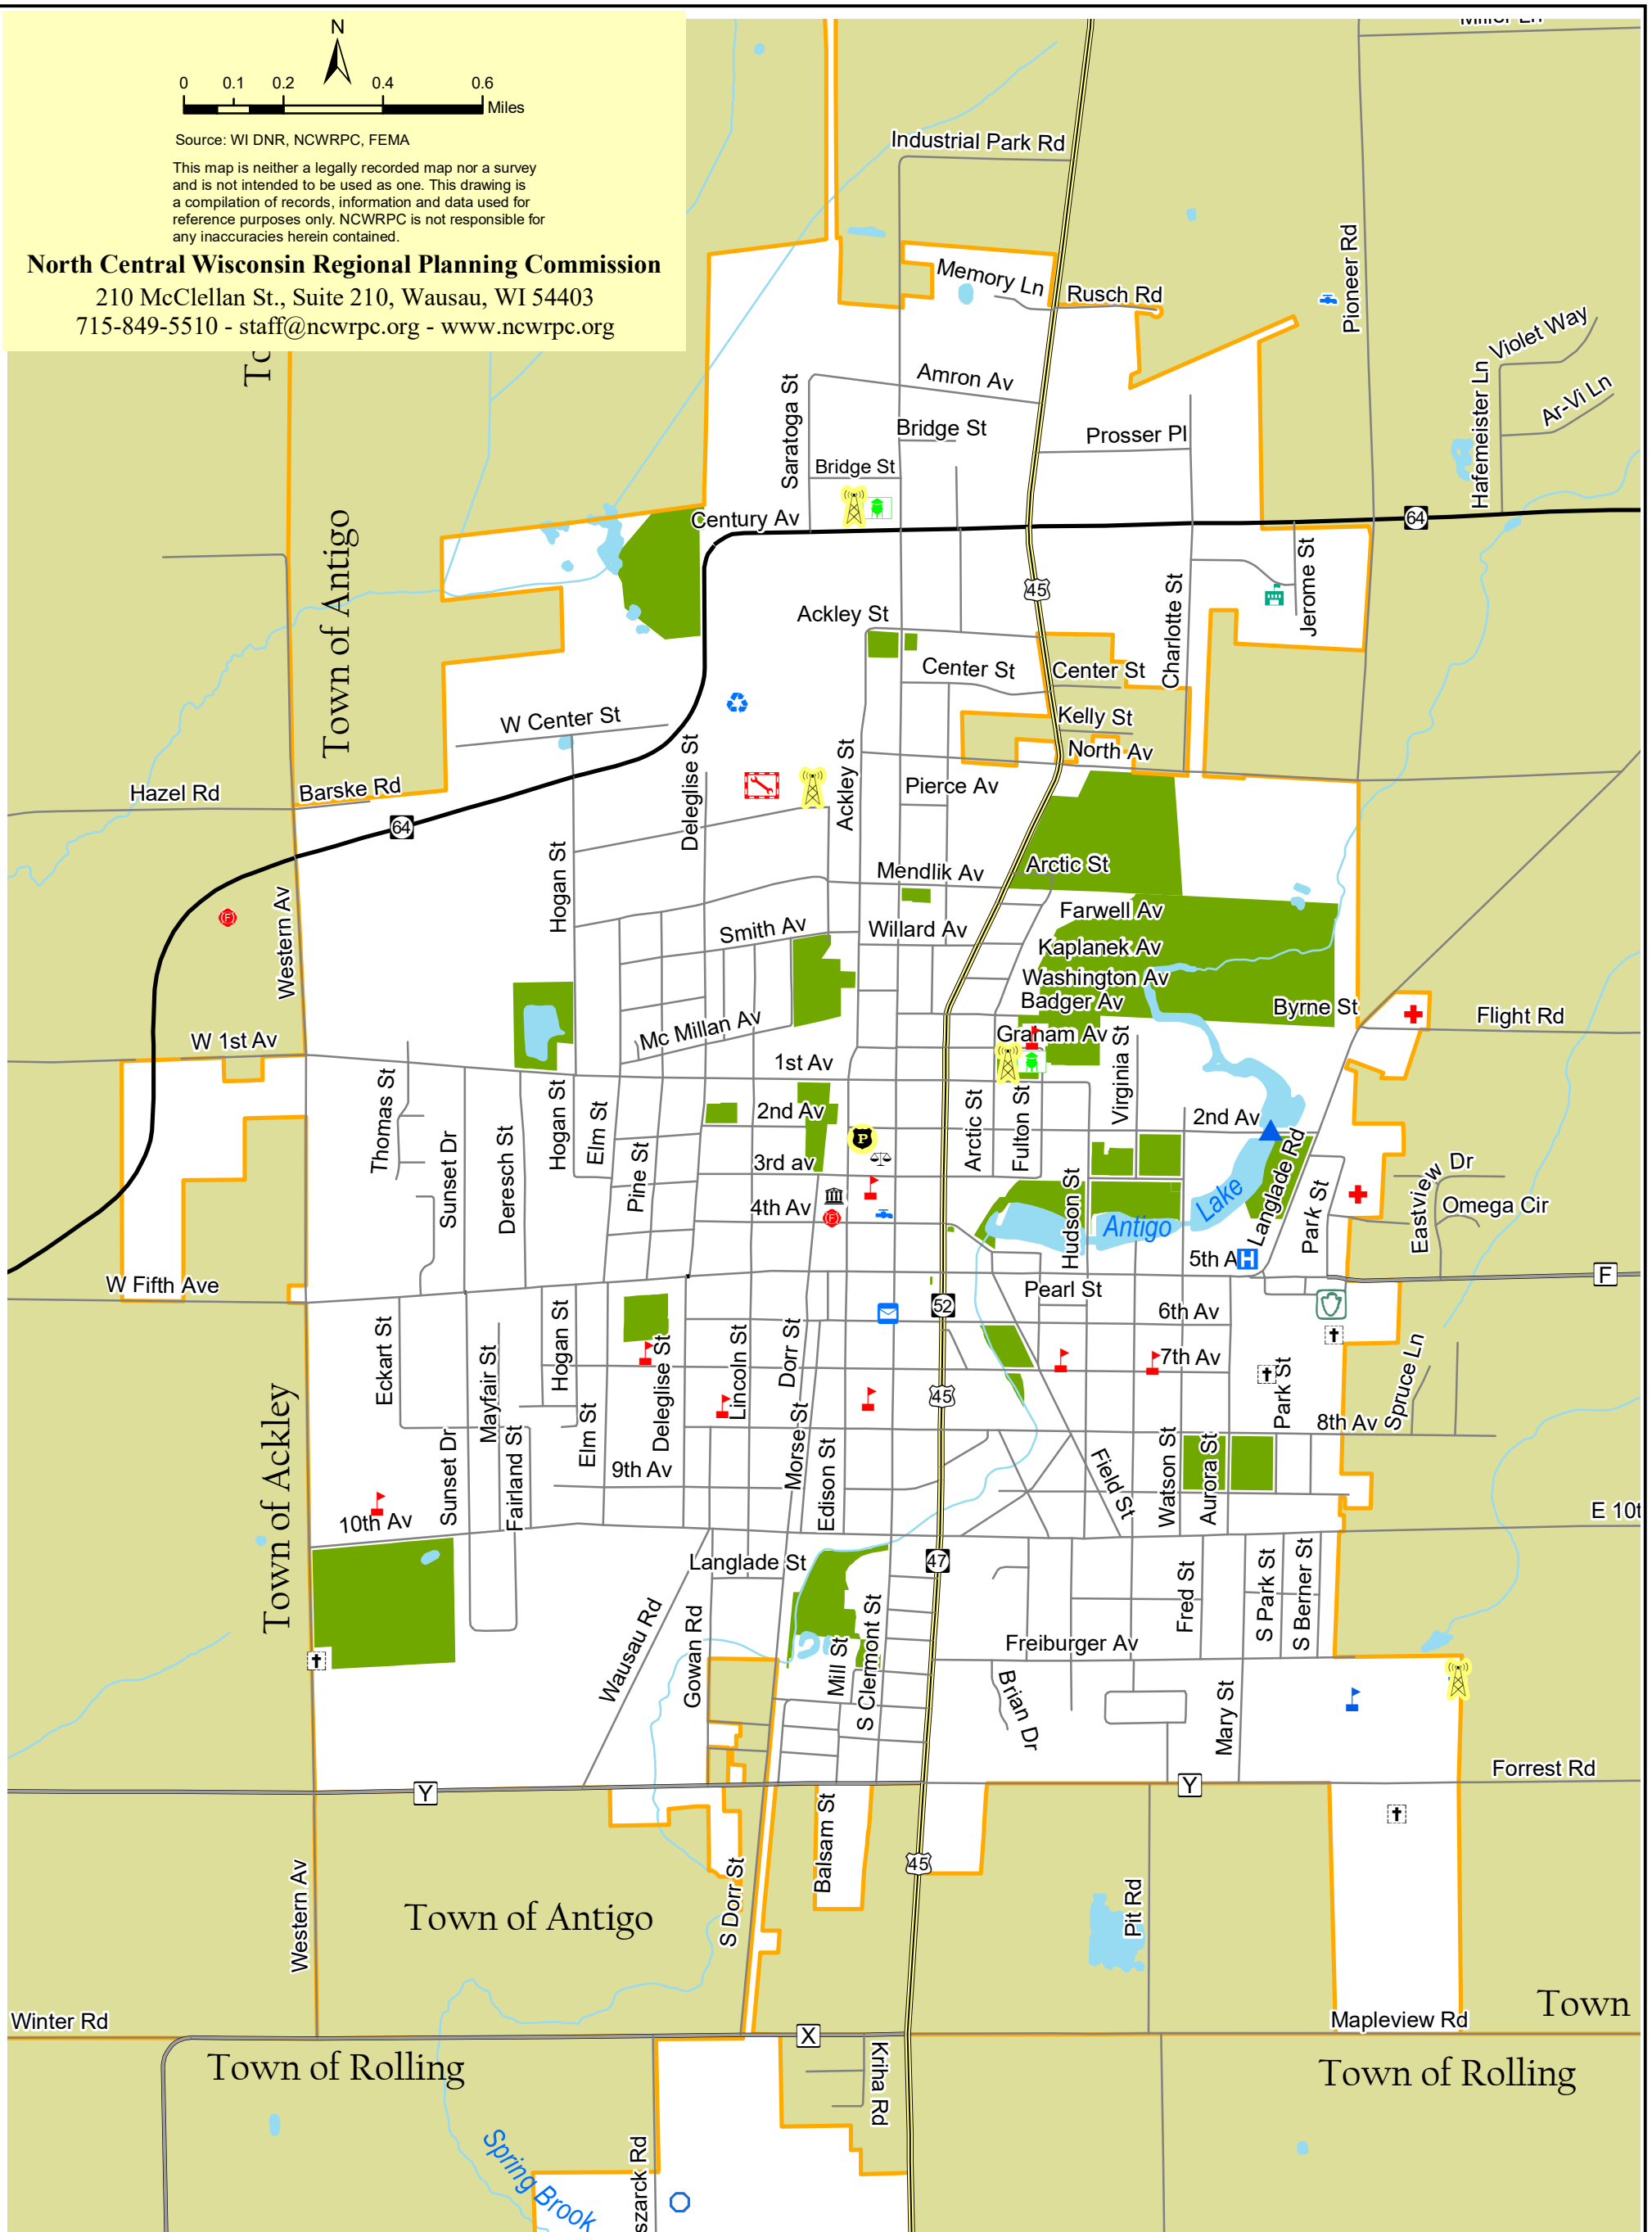 N
0 0.1 0.2 0.4 0.6
Miles
Source: WI DNR, NCWRPC, FEMA
This map is neither a legally recorded map nor a survey
and is not intended to be used as one. This drawing is
a compilation of records, information and data used for
reference purposes only. NCWRPC is not responsible for
any inaccuracies herein contained.
North Central Wisconsin Regional Planning Commission
210 McClellan St., Suite 210, Wausau, WI 54403
715-849-5510 - staff@ncwrpc.org - www.ncwrpc.org
Industrial Park Rd
Memory Ln
Rusch Rd
Pioneer Rd
Violet Way
Ar-Vi Ln
Hafemeister Ln
Amron Av
Saratoga St
Bridge St
Prosser Pl
Bridge St
Century Av
64
Town of Antigo
45
Jerome St
Charlotte St
Ackley St
Center St
Center St
W Center St
Kelly St
North Av
Deleglise St
Ackley St
Pierce Av
Hazel Rd
Barske Rd
64
Hogan St
Mendlik Av
Arctic St
Western Av
F
Smith Av
Willard Av
Farwell Av
Kaplanek Av
Washington Av
Badger Av
Byrne St
Flight Rd
Mc Millan Av
Graham Av
W 1st Av
1st Av
Virginia St
Thomas St
Hogan St
Elm St
2nd Av
Arctic St
Fulton St
2nd Av
Sunset Dr
Deresch St
Pine St
P
3rd av
Langlade Rd
Eastview Dr
4th Av
F
Hudson St
Antigo Lake
Park St
Omega Cir
5th A
H
W Fifth Ave
F
Pearl St
52
6th Av
Eckart St
Hogan St
Mayfair St
Deleglise St
Lincoln St
Dorr St
7th Av
45
Park St
Spruce Ln
8th Av
Town of Ackley
Sunset Dr
Fairland St
Elm St
9th Av
Morse St
Edison St
Field St
Watson St
Aurora St
10th Av
E 10t
Langlade St
47
Wausau Rd
Gowan Rd
Mill St
S Clermont St
Freiburger Av
Fred St
S Park St
S Berner St
Brian Dr
Mary St
Forrest Rd
Y
Y
Balsam St
45
Western Av
Town of Antigo
S Dorr St
Pit Rd
Town
Winter Rd
X
Mapleview Rd
Town of Rolling
Kriha Rd
Town of Rolling
Spring Brook
szarck Rd